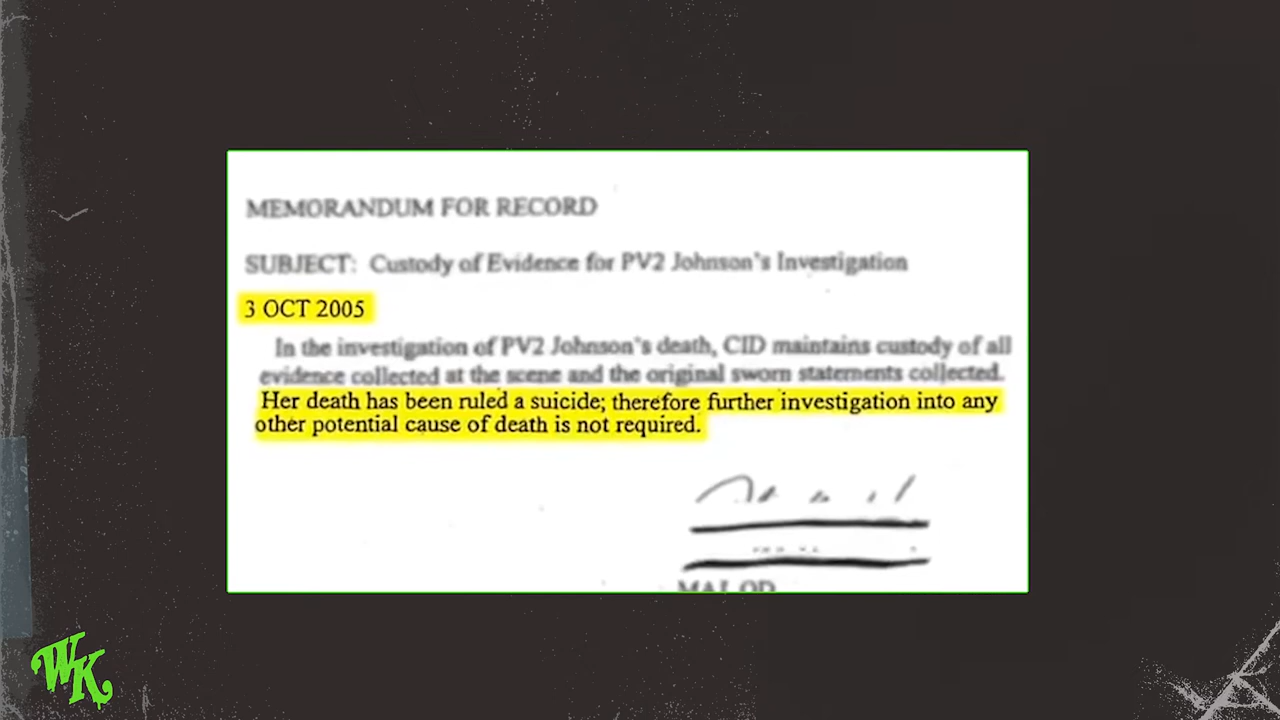 MEMORANDUM FOR RECORD
SUBJECT: Custody of Evidence for PV2 Johnson's Investigation
3 OCT 2005
In the investigation of PV2 Johnson's death, CID maintains custody of all
evidence collected at the scene and the original sworn statements collected.
Her death has been ruled a suicide; therefore further investigation into any
other potential cause of death is not required.
WK